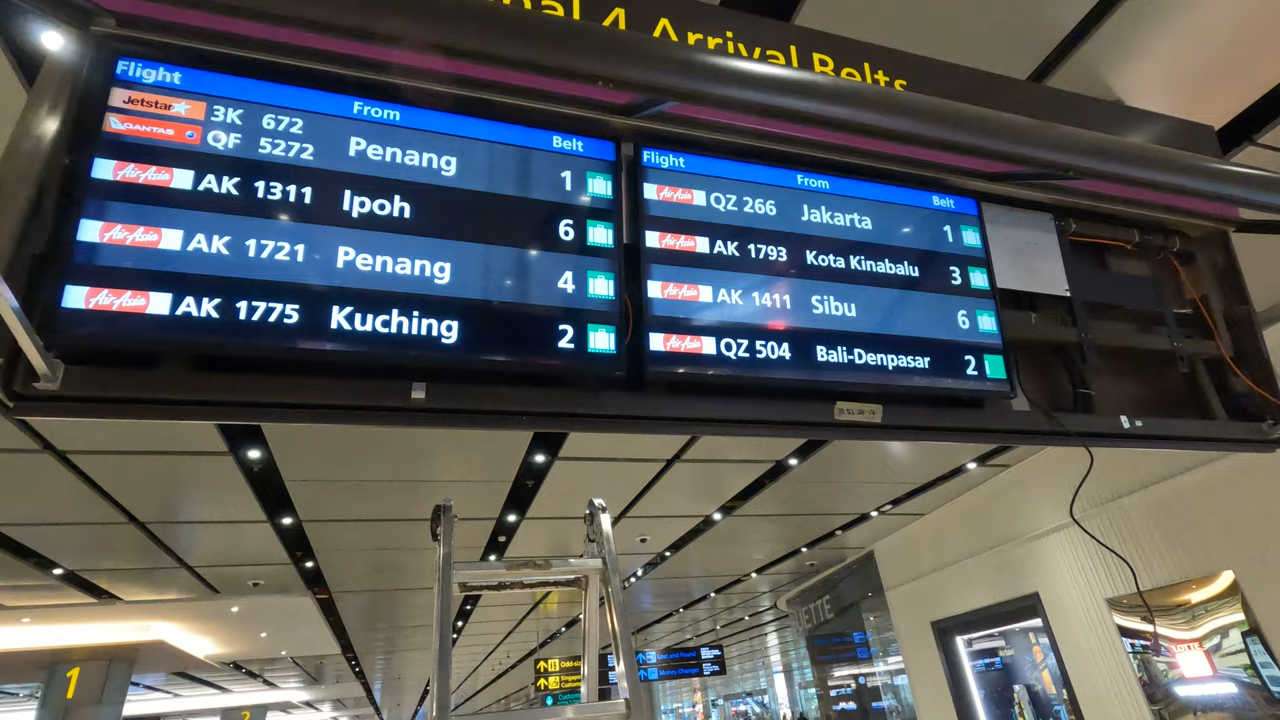 4 Arrival Belts
Flight From Belt
Jetstar 3K 672
QANTAS QF 5272 Penang 1
AirAsia AK 1311 Ipoh 6
AirAsia AK 1721 Penang 4
AirAsia AK 1775 Kuching 2
Flight From Belt
AirAsia QZ 266 Jakarta 1
AirAsia AK 1793 Kota Kinabalu 3
AirAsia AK 1411 Sibu 6
AirAsia QZ 504 Bali-Denpasar 2
Lost and Found
Money Changer
1
2
LOTTE